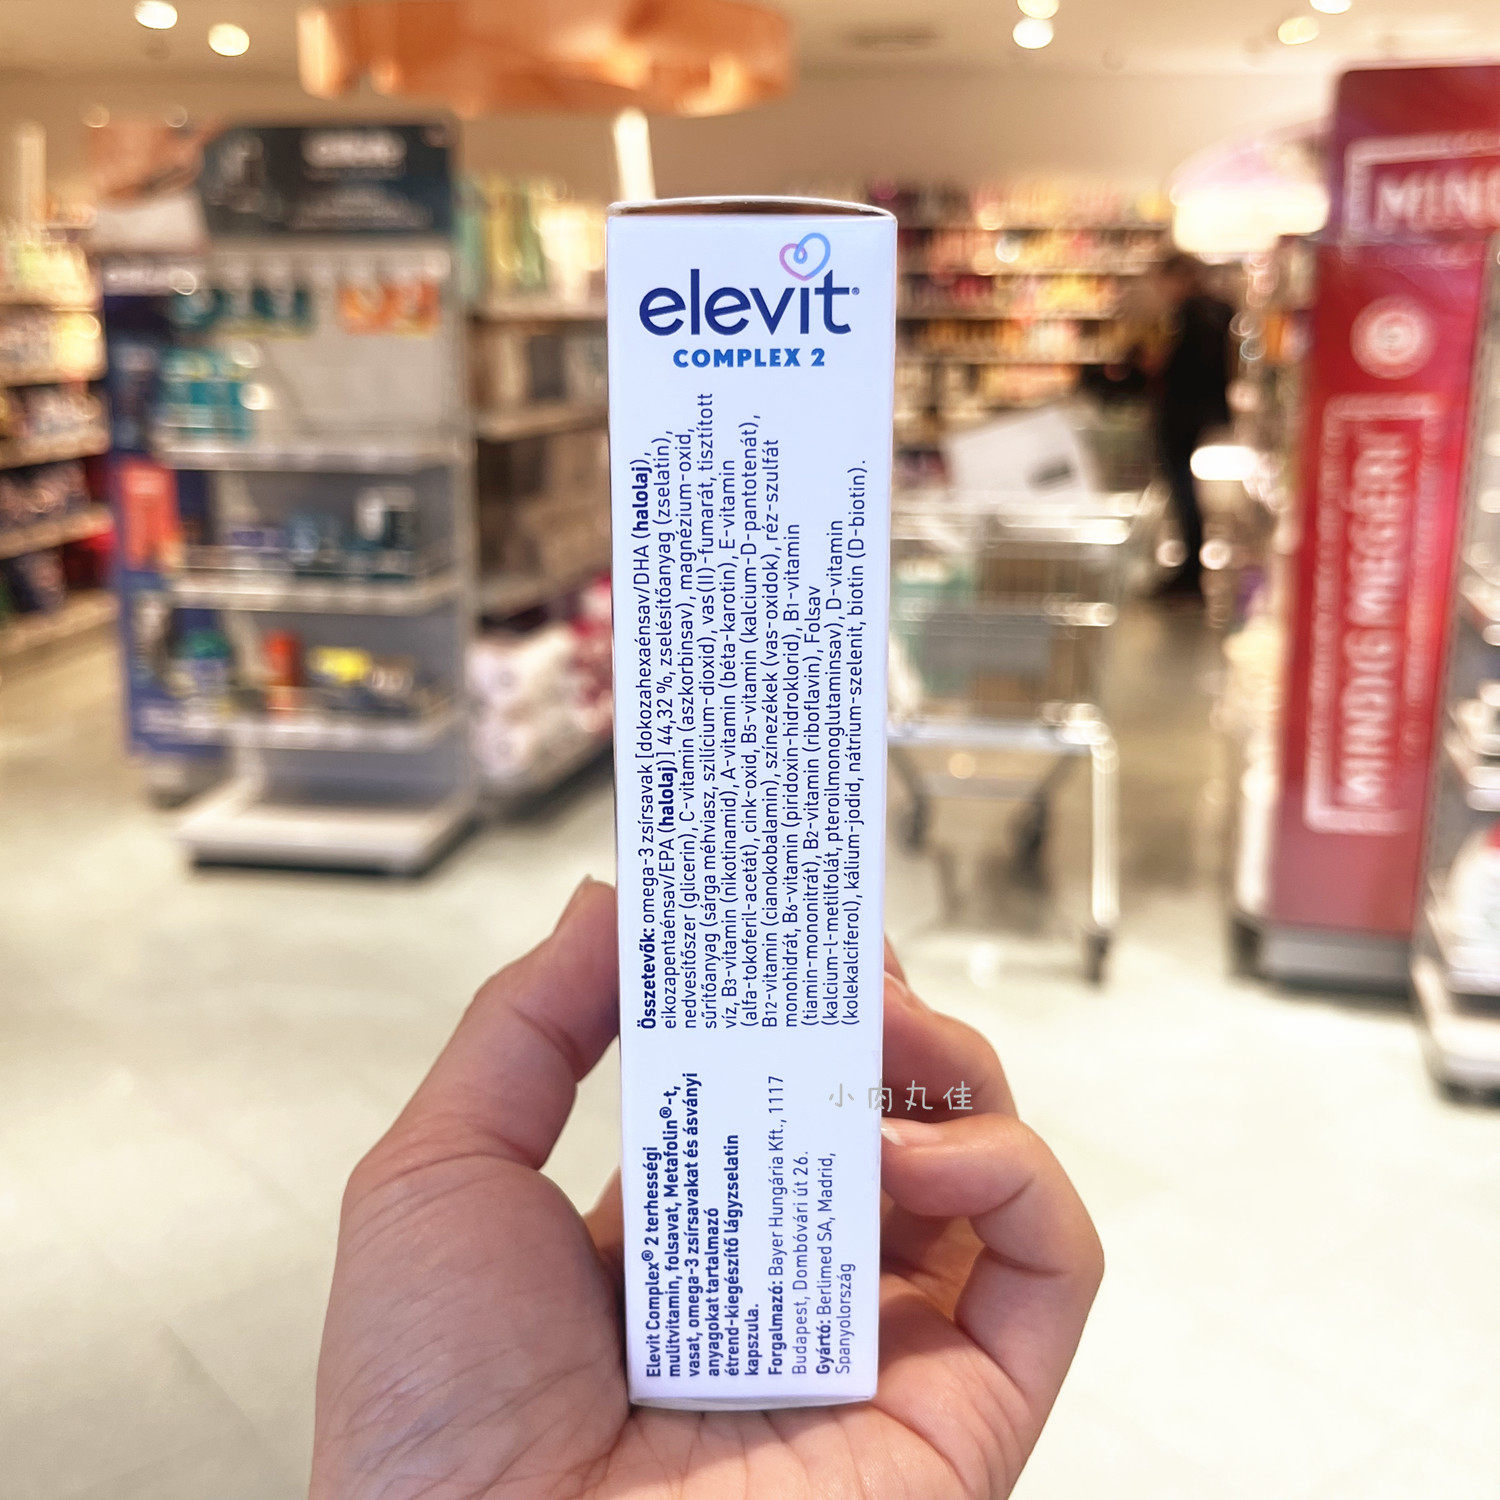 elevit®
COMPLEX 2
Összetevők: omega-3 zsírsavak [dokozahexaénsav/DHA (halolaj),
eikozapentaénsav/EPA (halolaj)] 44,32 %, zselésítőanyag (zselatin),
nedvesítőszer (glicerin), C-vitamin (aszkorbinsav), magnézium-oxid,
sűrítőanyag (sárga méhviasz, szilícium-dioxid), vas(II)-fumarát, tisztított
víz, B3-vitamin (nikotinamid), A-vitamin (béta-karotin), E-vitamin
(alfa-tokoferil-acetát), cink-oxid, B5-vitamin (kalcium-D-pantotenát),
B12-vitamin (cianokobalamin), színezékek (vas-oxidok), réz-szulfát
monohidrát, B6-vitamin (piridoxin-hidroklorid), B1-vitamin
(tiamin-mononitrát), B2-vitamin (riboflavin), Folsav
(kalcium-l-metilfolát, pteroilmonoglutaminsav), D-vitamin
(kolekalciferol), kálium-jodid, nátrium-szelenit, biotin (D-biotin).
Elevit Complex® 2 terhességi
mulitvitamin, folsavat, Metafolin®-t,
vasat, omega-3 zsírsavakat és ásványi
anyagokat tartalmazó
étrend-kiegészítő lágyzselatin
kapszula.
Forgalmazó: Bayer Hungária Kft., 1117
Budapest, Dombóvári út 26.
Gyártó: Berlimed SA, Madrid,
Spanyolország
小肉丸佳
MINDIG MEGÉRI